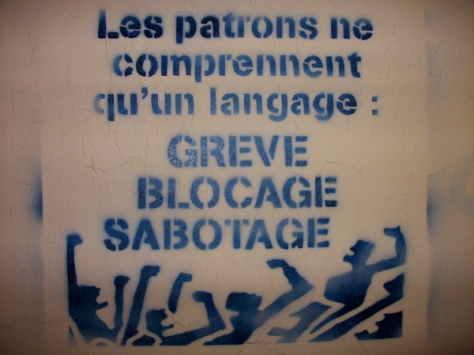 Les patrons ne
comprennent
qu'un langage :
GREVE
BLOCAGE
SABOTAGE